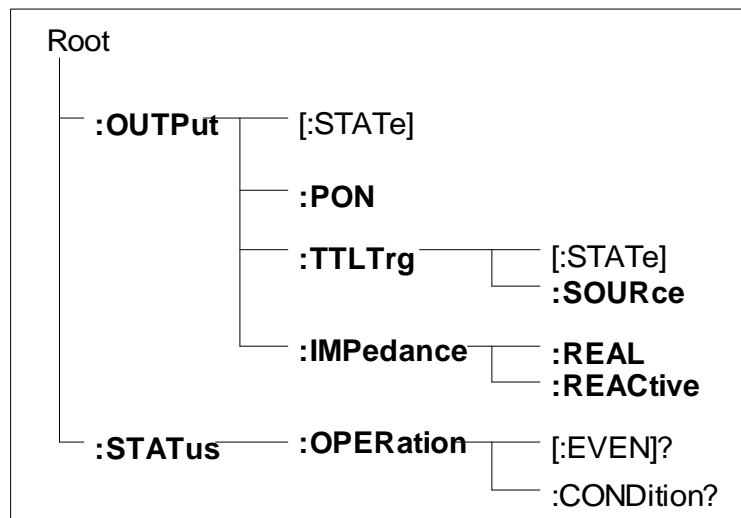 Root
:OUTPut [:STATe]
:PON
:TTLTrg [:STATe]
:SOURce
:IMPedance :REAL
:REACtive
:STATus :OPERation [:EVEN]?
:CONDition?